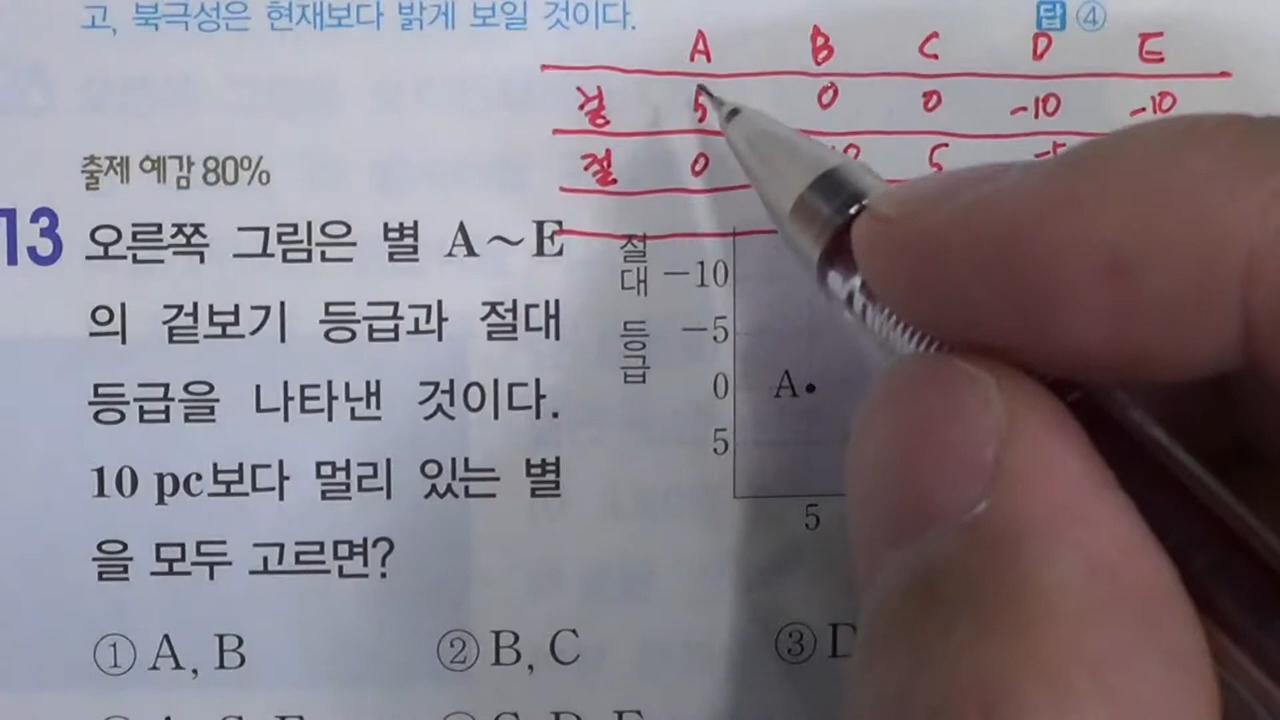 고, 북극성은 현재보다 밝게 보일 것이다.
답 ④
A B C D E
겉 5 0 0 -10 -10
절 0 5 -5
출제 예감 80%
13 오른쪽 그림은 별 A~E
의 겉보기 등급과 절대
등급을 나타낸 것이다.
10 pc보다 멀리 있는 별
을 모두 고르면?
절대 등급
-10
-5
0
5
A
5
① A, B ② B, C ③ D